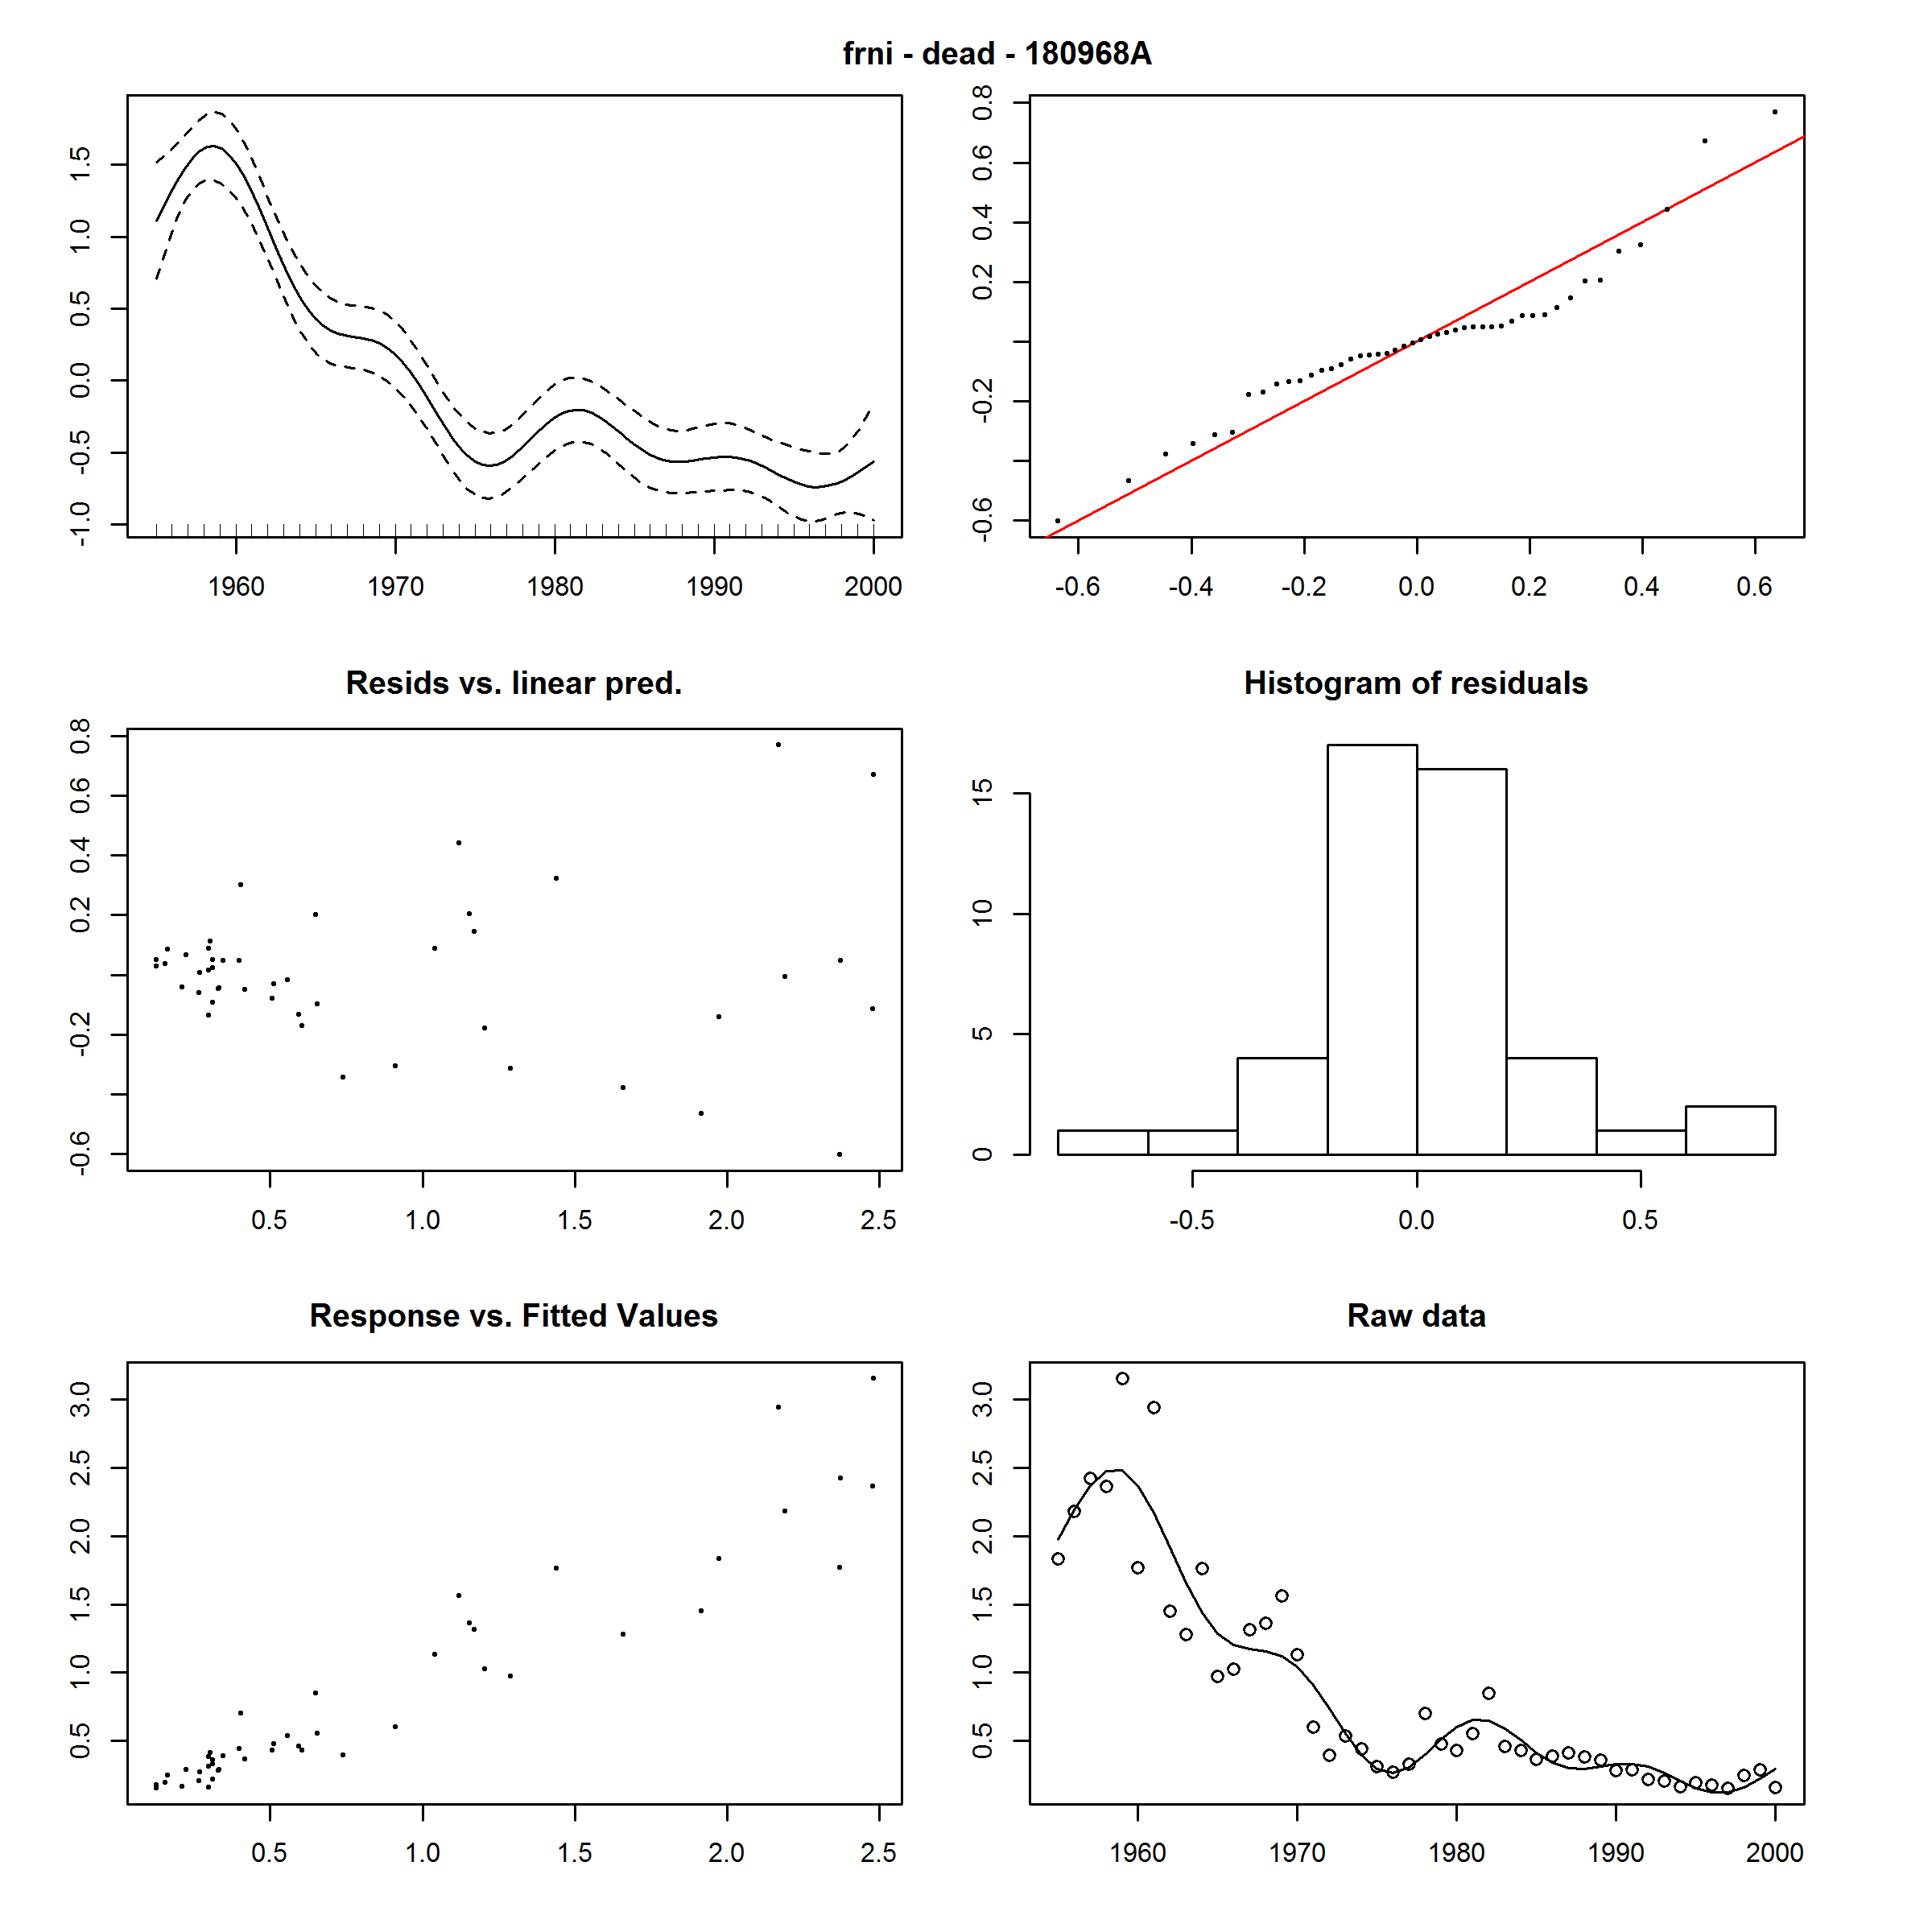 frni - dead - 180968A
-1.0 -0.5 0.0 0.5 1.0 1.5
1960 1970 1980 1990 2000
-0.6 -0.2 0.2 0.4 0.6 0.8
-0.6 -0.4 -0.2 0.0 0.2 0.4 0.6
Resids vs. linear pred.
-0.6 -0.2 0.2 0.4 0.6 0.8
0.5 1.0 1.5 2.0 2.5
Histogram of residuals
0 5 10 15
-0.5 0.0 0.5
Response vs. Fitted Values
0.5 1.0 1.5 2.0 2.5 3.0
0.5 1.0 1.5 2.0 2.5
Raw data
0.5 1.0 1.5 2.0 2.5 3.0
1960 1970 1980 1990 2000